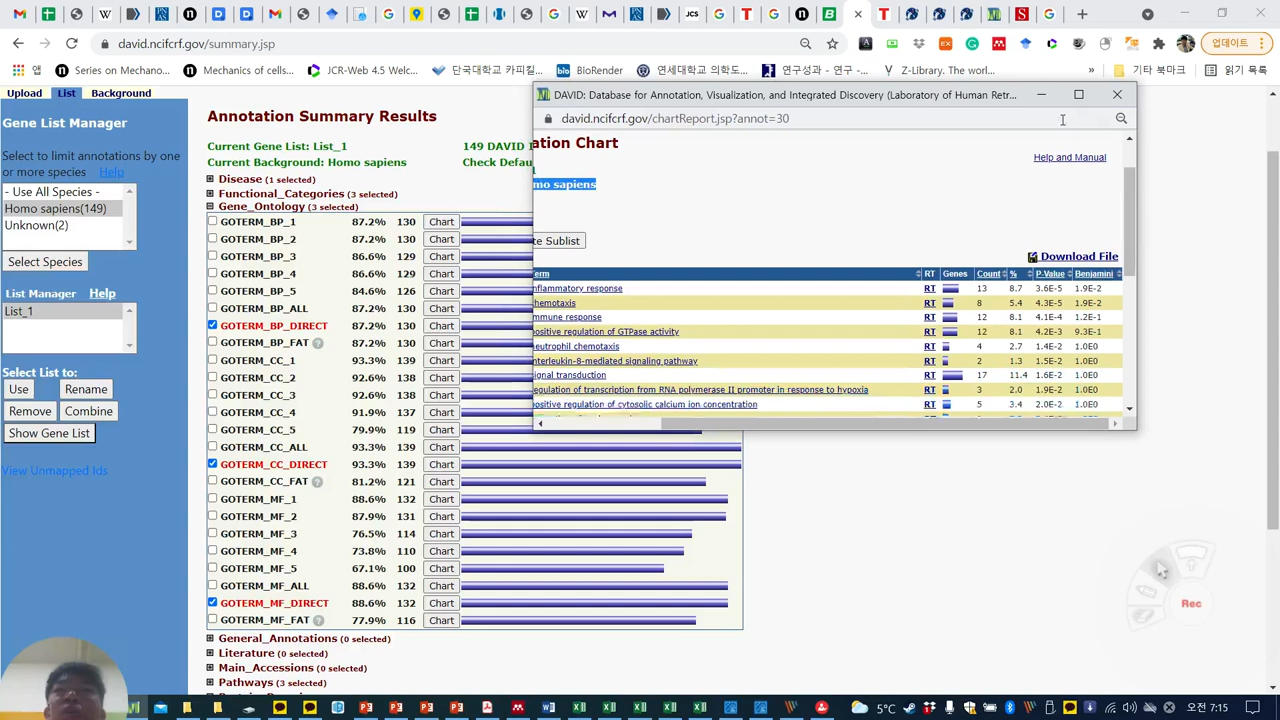 david.ncifcrf.gov/summary.jsp
업데이트
앱
Series on Mechano...
Mechanics of cells...
JCR-Web 4.5 Welc...
단국대학교 카피킬...
bio BioRender
연세대학교 의학도...
연구성과 - 연구 -...
Z-Library. The worl...
»
기타 북마크
읽기 목록
Upload List Background
Gene List Manager
Select to limit annotations by one
or more species Help
- Use All Species -
Homo sapiens(149)
Unknown(2)
Select Species
List Manager Help
List_1
Select List to:
Use Rename
Remove Combine
Show Gene List
View Unmapped Ids
Annotation Summary Results
Current Gene List: List_1 149 DAVID I
Current Background: Homo sapiens Check Defau
Disease (1 selected)
Functional_Categories (3 selected)
Gene_Ontology (3 selected)
GOTERM_BP_1 87.2% 130 Chart
GOTERM_BP_2 87.2% 130 Chart
GOTERM_BP_3 86.6% 129 Chart
GOTERM_BP_4 86.6% 129 Chart
GOTERM_BP_5 84.6% 126 Chart
GOTERM_BP_ALL 87.2% 130 Chart
GOTERM_BP_DIRECT 87.2% 130 Chart
GOTERM_BP_FAT ? 87.2% 130 Chart
GOTERM_CC_1 93.3% 139 Chart
GOTERM_CC_2 92.6% 138 Chart
GOTERM_CC_3 92.6% 138 Chart
GOTERM_CC_4 91.9% 137 Chart
GOTERM_CC_5 79.9% 119 Chart
GOTERM_CC_ALL 93.3% 139 Chart
GOTERM_CC_DIRECT 93.3% 139 Chart
GOTERM_CC_FAT ? 81.2% 121 Chart
GOTERM_MF_1 88.6% 132 Chart
GOTERM_MF_2 87.9% 131 Chart
GOTERM_MF_3 76.5% 114 Chart
GOTERM_MF_4 73.8% 110 Chart
GOTERM_MF_5 67.1% 100 Chart
GOTERM_MF_ALL 88.6% 132 Chart
GOTERM_MF_DIRECT 88.6% 132 Chart
GOTERM_MF_FAT ? 77.9% 116 Chart
General_Annotations (0 selected)
Literature (0 selected)
Main_Accessions (0 selected)
Pathways (3 selected)
DAVID: Database for Annotation, Visualization and Integrated Discovery (Laboratory of Human Retr...
david.ncifcrf.gov/chartReport.jsp?annot=30
ation Chart
Help and Manual
mo sapiens
te Sublist
Download File
Term RT Genes Count % P-Value Benjamini
inflammatory response RT 13 8.7 3.6E-5 1.9E-2
chemotaxis RT 8 5.4 4.3E-5 1.9E-2
immune response RT 12 8.1 4.1E-4 1.2E-1
positive regulation of GTPase activity RT 12 8.1 4.2E-3 9.3E-1
neutrophil chemotaxis RT 4 2.7 1.4E-2 1.0E0
interleukin-8-mediated signaling pathway RT 2 1.3 1.5E-2 1.0E0
signal transduction RT 17 11.4 1.6E-2 1.0E0
regulation of transcription from RNA polymerase II promoter in response to hypoxia RT 3 2.0 2.0E-2 1.0E0
positive regulation of cytosolic calcium ion concentration RT 5 3.4 2.2E-2 1.0E0
Rec
5°C
오전 7:15